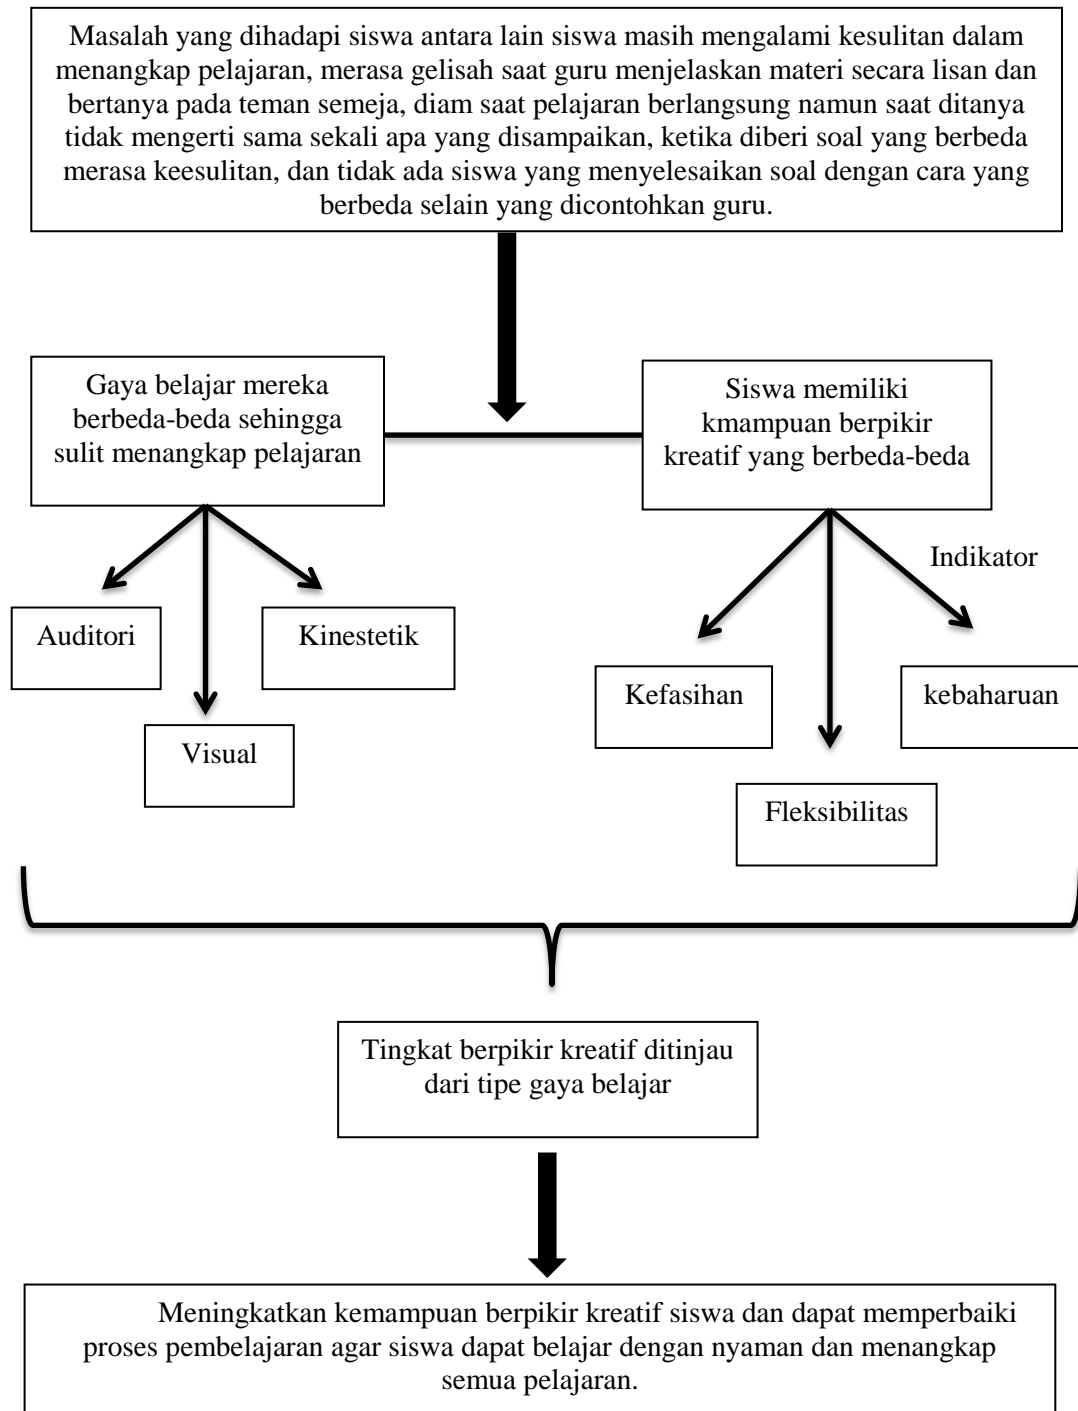 Masalah yang dihadapi siswa antara lain siswa masih mengalami kesulitan dalam
menangkap pelajaran, merasa gelisah saat guru menjelaskan materi secara lisan dan
bertanya pada teman semeja, diam saat pelajaran berlangsung namun saat ditanya
tidak mengerti sama sekali apa yang disampaikan, ketika diberi soal yang berbeda
merasa keesulitan, dan tidak ada siswa yang menyelesaikan soal dengan cara yang
berbeda selain yang dicontohkan guru.
Gaya belajar mereka
berbeda-beda sehingga
sulit menangkap pelajaran
Siswa memiliki
kmampuan berpikir
kreatif yang berbeda-beda
Indikator
Auditori
Kinestetik
Visual
Kefasihan
kebaharuan
Fleksibilitas
Tingkat berpikir kreatif ditinjau
dari tipe gaya belajar
Meningkatkan kemampuan berpikir kreatif siswa dan dapat memperbaiki
proses pembelajaran agar siswa dapat belajar dengan nyaman dan menangkap
semua pelajaran.